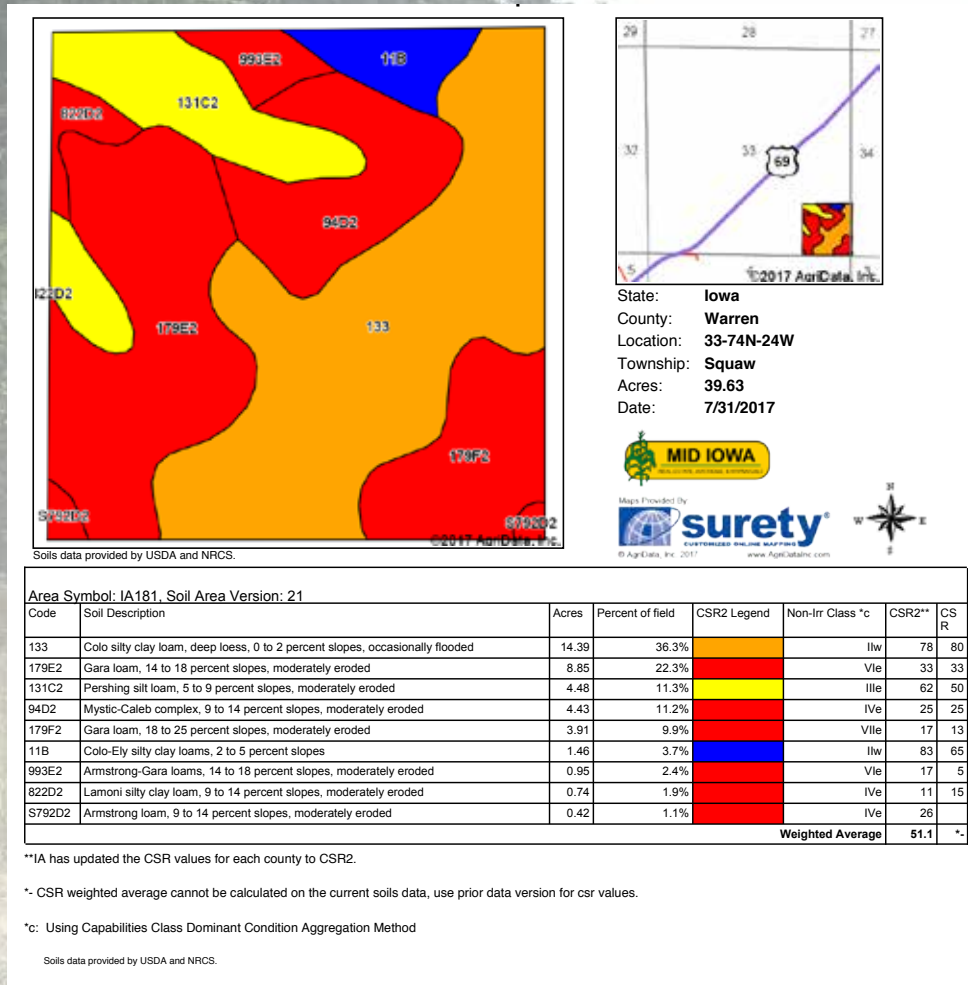 993E2
11B
131C2
822D2
94D2
133
179E2
179F2
S792D2
S792D2
©2017 AgriData, Inc.
Soils data provided by USDA and NRCS.
29 28 27
32 33 69 34
5
©2017 AgriData, Inc.
State: Iowa
County: Warren
Location: 33-74N-24W
Township: Squaw
Acres: 39.63
Date: 7/31/2017
MID IOWA
Maps Provided By
surety®
CUSTOMIZED ONLINE MAPPING
© AgriData, Inc. 2017 www.AgriDataInc.com
N
W E
S
Area Symbol: IA181, Soil Area Version: 21
Code Soil Description Acres Percent of field CSR2 Legend Non-Irr Class *c CSR2** CS
R
133 Colo silty clay loam, deep loess, 0 to 2 percent slopes, occasionally flooded 14.39 36.3% IIw 78 80
179E2 Gara loam, 14 to 18 percent slopes, moderately eroded 8.85 22.3% VIe 33 33
131C2 Pershing silt loam, 5 to 9 percent slopes, moderately eroded 4.48 11.3% IIIe 62 50
94D2 Mystic-Caleb complex, 9 to 14 percent slopes, moderately eroded 4.43 11.2% IVe 25 25
179F2 Gara loam, 18 to 25 percent slopes, moderately eroded 3.91 9.9% VIIe 17 13
11B Colo-Ely silty clay loams, 2 to 5 percent slopes 1.46 3.7% IIw 83 65
993E2 Armstrong-Gara loams, 14 to 18 percent slopes, moderately eroded 0.95 2.4% VIe 17 5
822D2 Lamoni silty clay loam, 9 to 14 percent slopes, moderately eroded 0.74 1.9% IVe 11 15
S792D2 Armstrong loam, 9 to 14 percent slopes, moderately eroded 0.42 1.1% IVe 26
Weighted Average 51.1 *-
**IA has updated the CSR values for each county to CSR2.
*- CSR weighted average cannot be calculated on the current soils data, use prior data version for csr values.
*c: Using Capabilities Class Dominant Condition Aggregation Method
Soils data provided by USDA and NRCS.